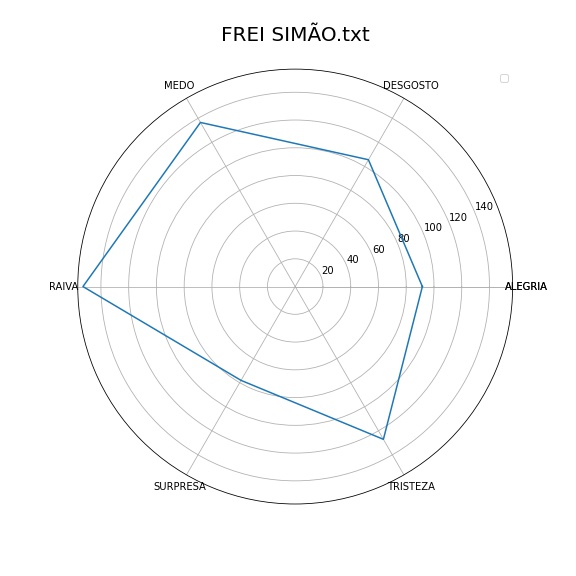 FREI SIMÃO.txt
MEDO
DESGOSTO
140
120
100
80
60
40
20
RAIVA
ALEGRIA
SURPRESA
TRISTEZA